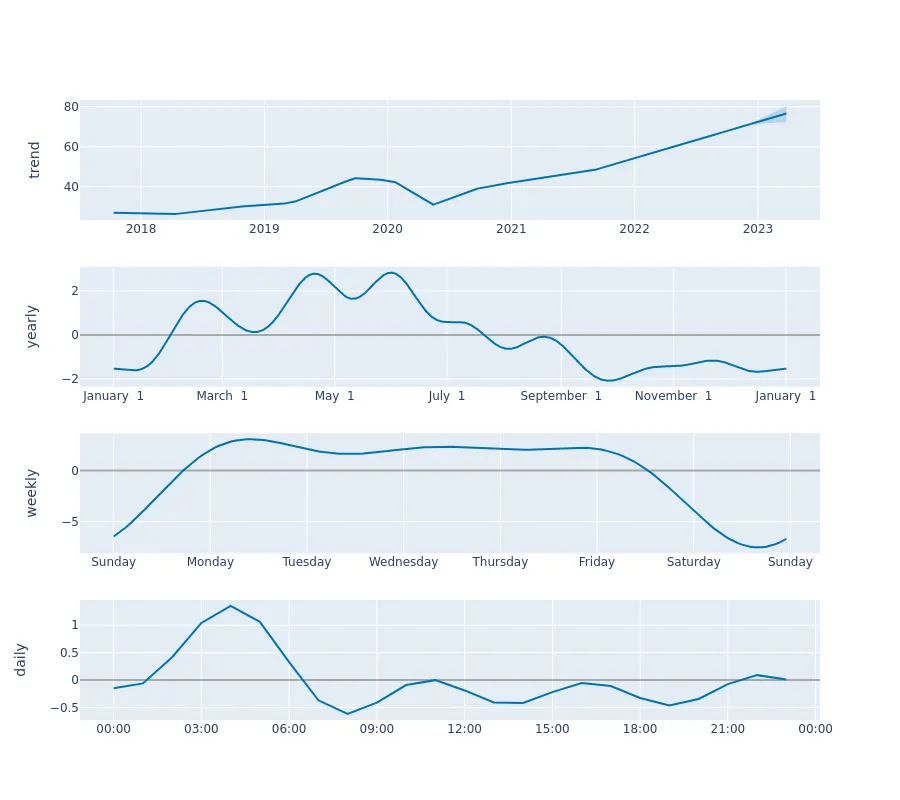 trend
80
60
40
2018 2019 2020 2021 2022 2023
yearly
2
0
−2
January 1 March 1 May 1 July 1 September 1 November 1 January 1
weekly
0
−5
Sunday Monday Tuesday Wednesday Thursday Friday Saturday Sunday
daily
1
0.5
0
−0.5
00:00 03:00 06:00 09:00 12:00 15:00 18:00 21:00 00:00